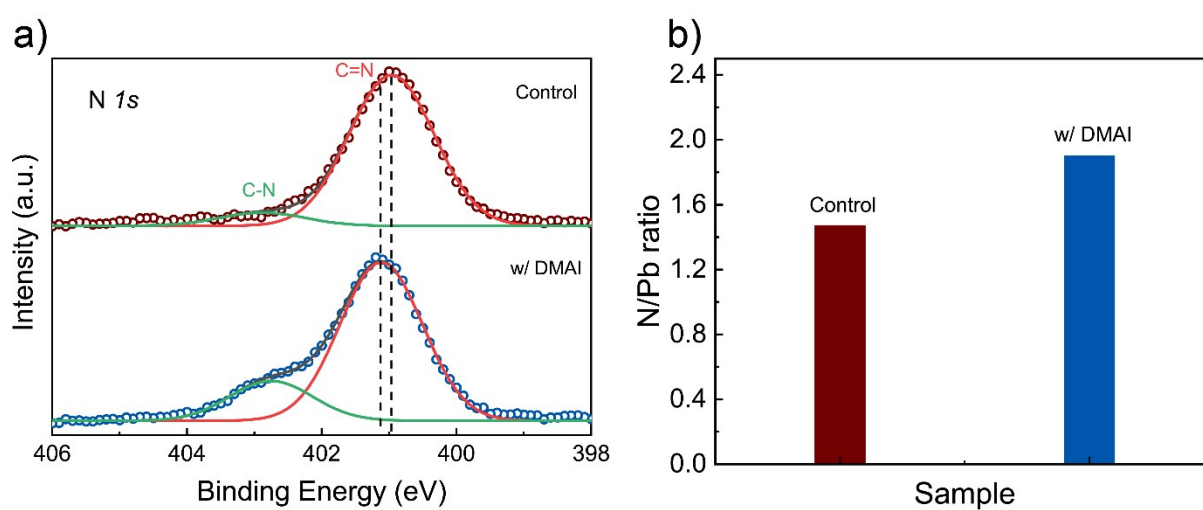 a)
N 1s
C=N
Control
C-N
w/ DMAI
Intensity (a.u.)
406
404
402
400
398
Binding Energy (eV)
b)
2.4
2.0
1.6
1.2
0.8
0.4
0.0
N/Pb ratio
Control
w/ DMAI
Sample